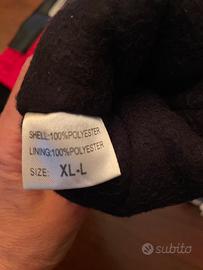 SHELL:100%POLYESTER
LINING:100%POLYESTER
SIZE: XL-L
subito